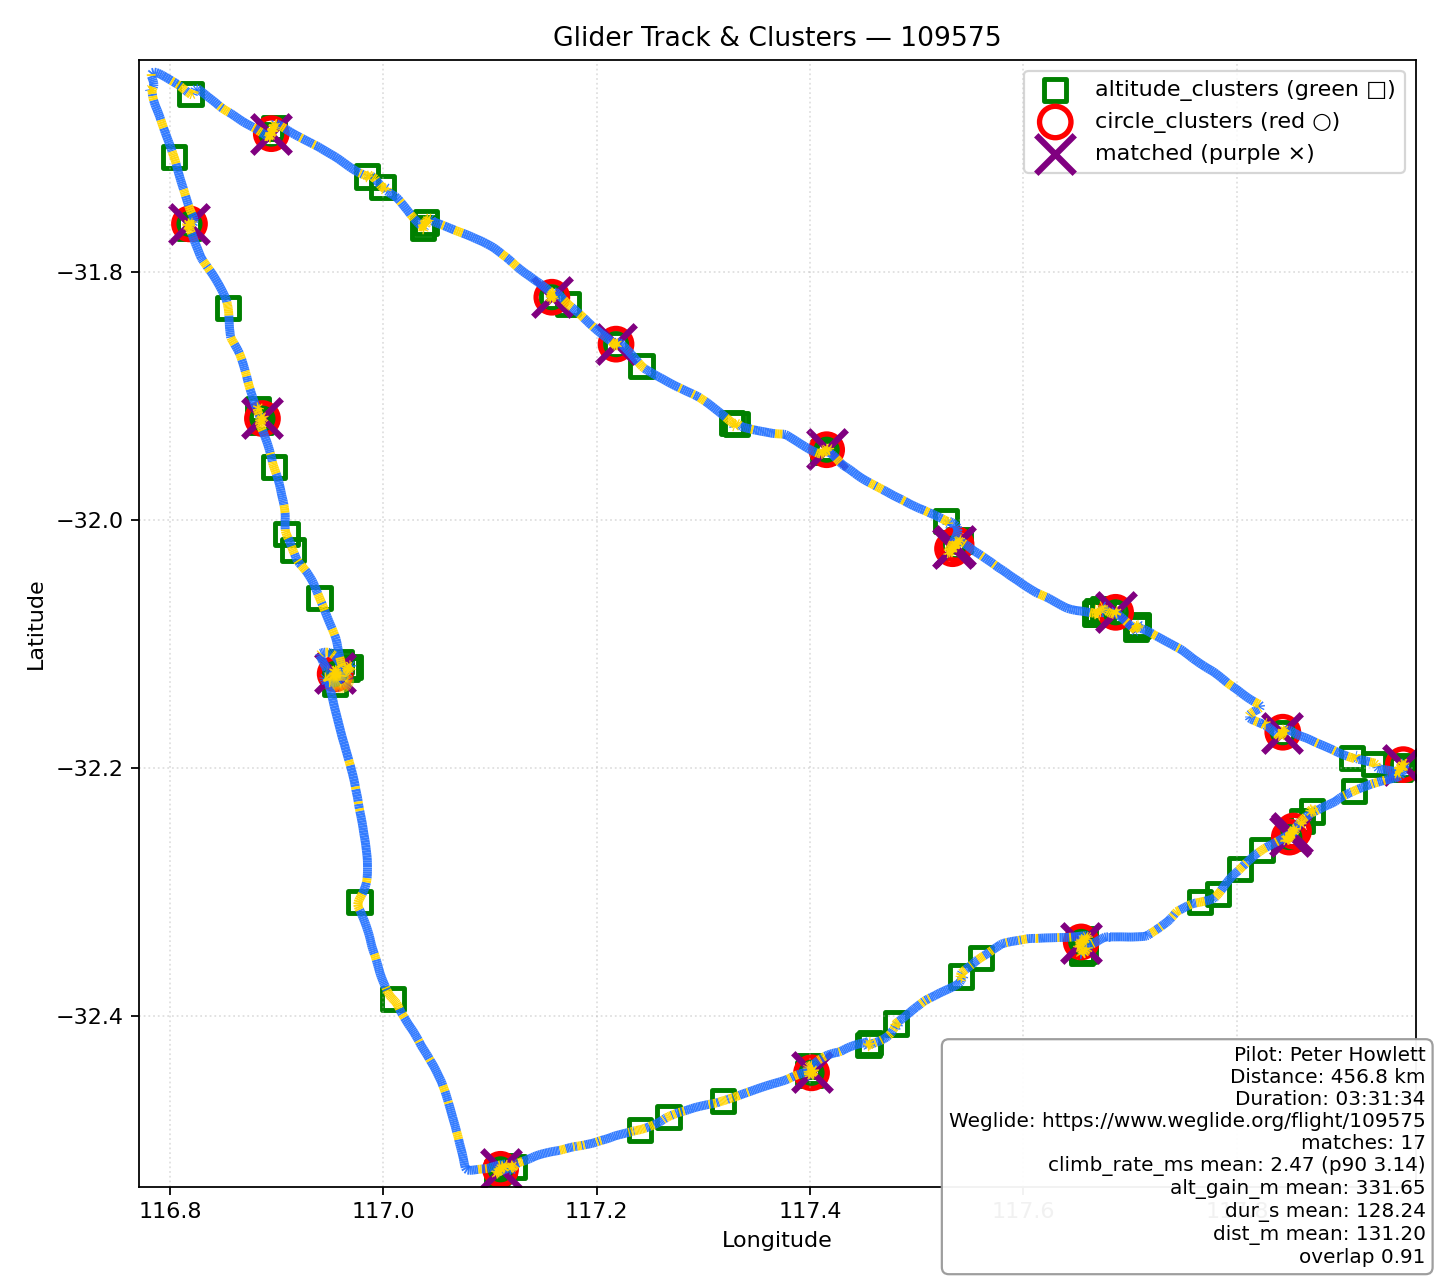 Glider Track & Clusters — 109575
altitude_clusters (green □)
circle_clusters (red ○)
matched (purple ×)
−31.8
−32.0
−32.2
−32.4
Latitude
116.8
117.0
117.2
117.4
117.6
Longitude
Pilot: Peter Howlett
Distance: 456.8 km
Duration: 03:31:34
Weglide: https://www.weglide.org/flight/109575
matches: 17
climb_rate_ms mean: 2.47 (p90 3.14)
alt_gain_m mean: 331.65
dur_s mean: 128.24
dist_m mean: 131.20
overlap 0.91